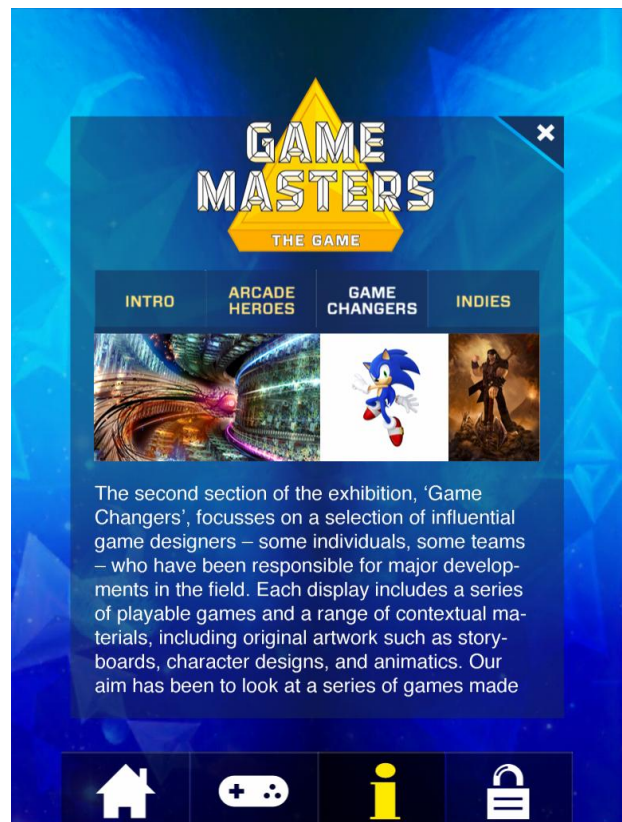 GAME
MASTERS
THE GAME
INTRO
ARCADE
HEROES
GAME
CHANGERS
INDIES
The second section of the exhibition, ‘Game
Changers’, focusses on a selection of influential
game designers – some individuals, some teams
– who have been responsible for major develop-
ments in the field. Each display includes a series
of playable games and a range of contextual ma-
terials, including original artwork such as story-
boards, character designs, and animatics. Our
aim has been to look at a series of games made